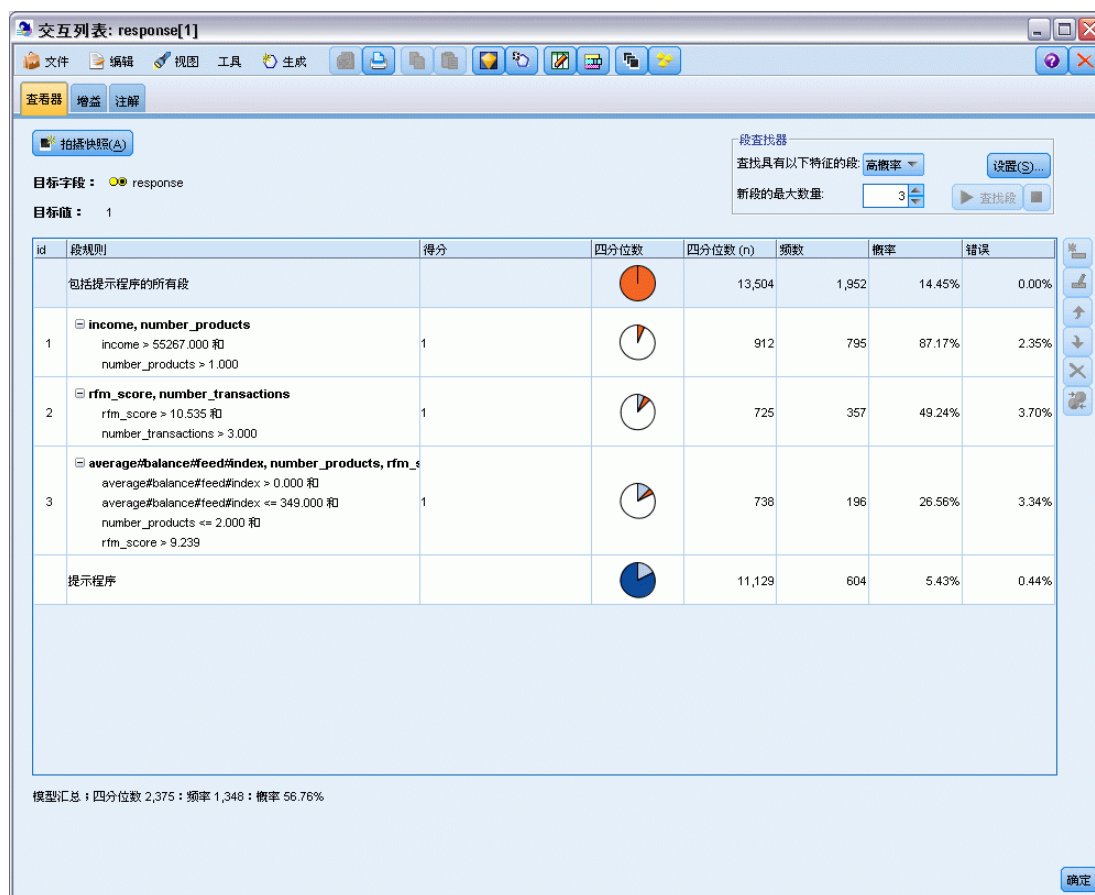 交互列表: response[1]
文件 编辑 视图 工具 生成
查看器 增益 注解
拍摄快照(A)
段查找器
查找具有以下特征的段: 高概率 设置(S)...
目标字段： response
新段的最大数量: 3 查找段
目标值： 1
id 段规则 得分 四分位数 四分位数 (n) 频数 概率 错误
包括提示程序的所有段 13,504 1,952 14.45% 0.00%
income, number_products
income > 55267.000 和
1 1 912 795 87.17% 2.35%
number_products > 1.000
rfm_score, number_transactions
rfm_score > 10.535 和
2 1 725 357 49.24% 3.70%
number_transactions > 3.000
average#balance#feed#index, number_products, rfm_s
average#balance#feed#index > 0.000 和
average#balance#feed#index <= 349.000 和
3 1 738 196 26.56% 3.34%
number_products <= 2.000 和
rfm_score > 9.239
提示程序 11,129 604 5.43% 0.44%
模型汇总；四分位数 2,375：频率 1,348：概率 56.76%
确定